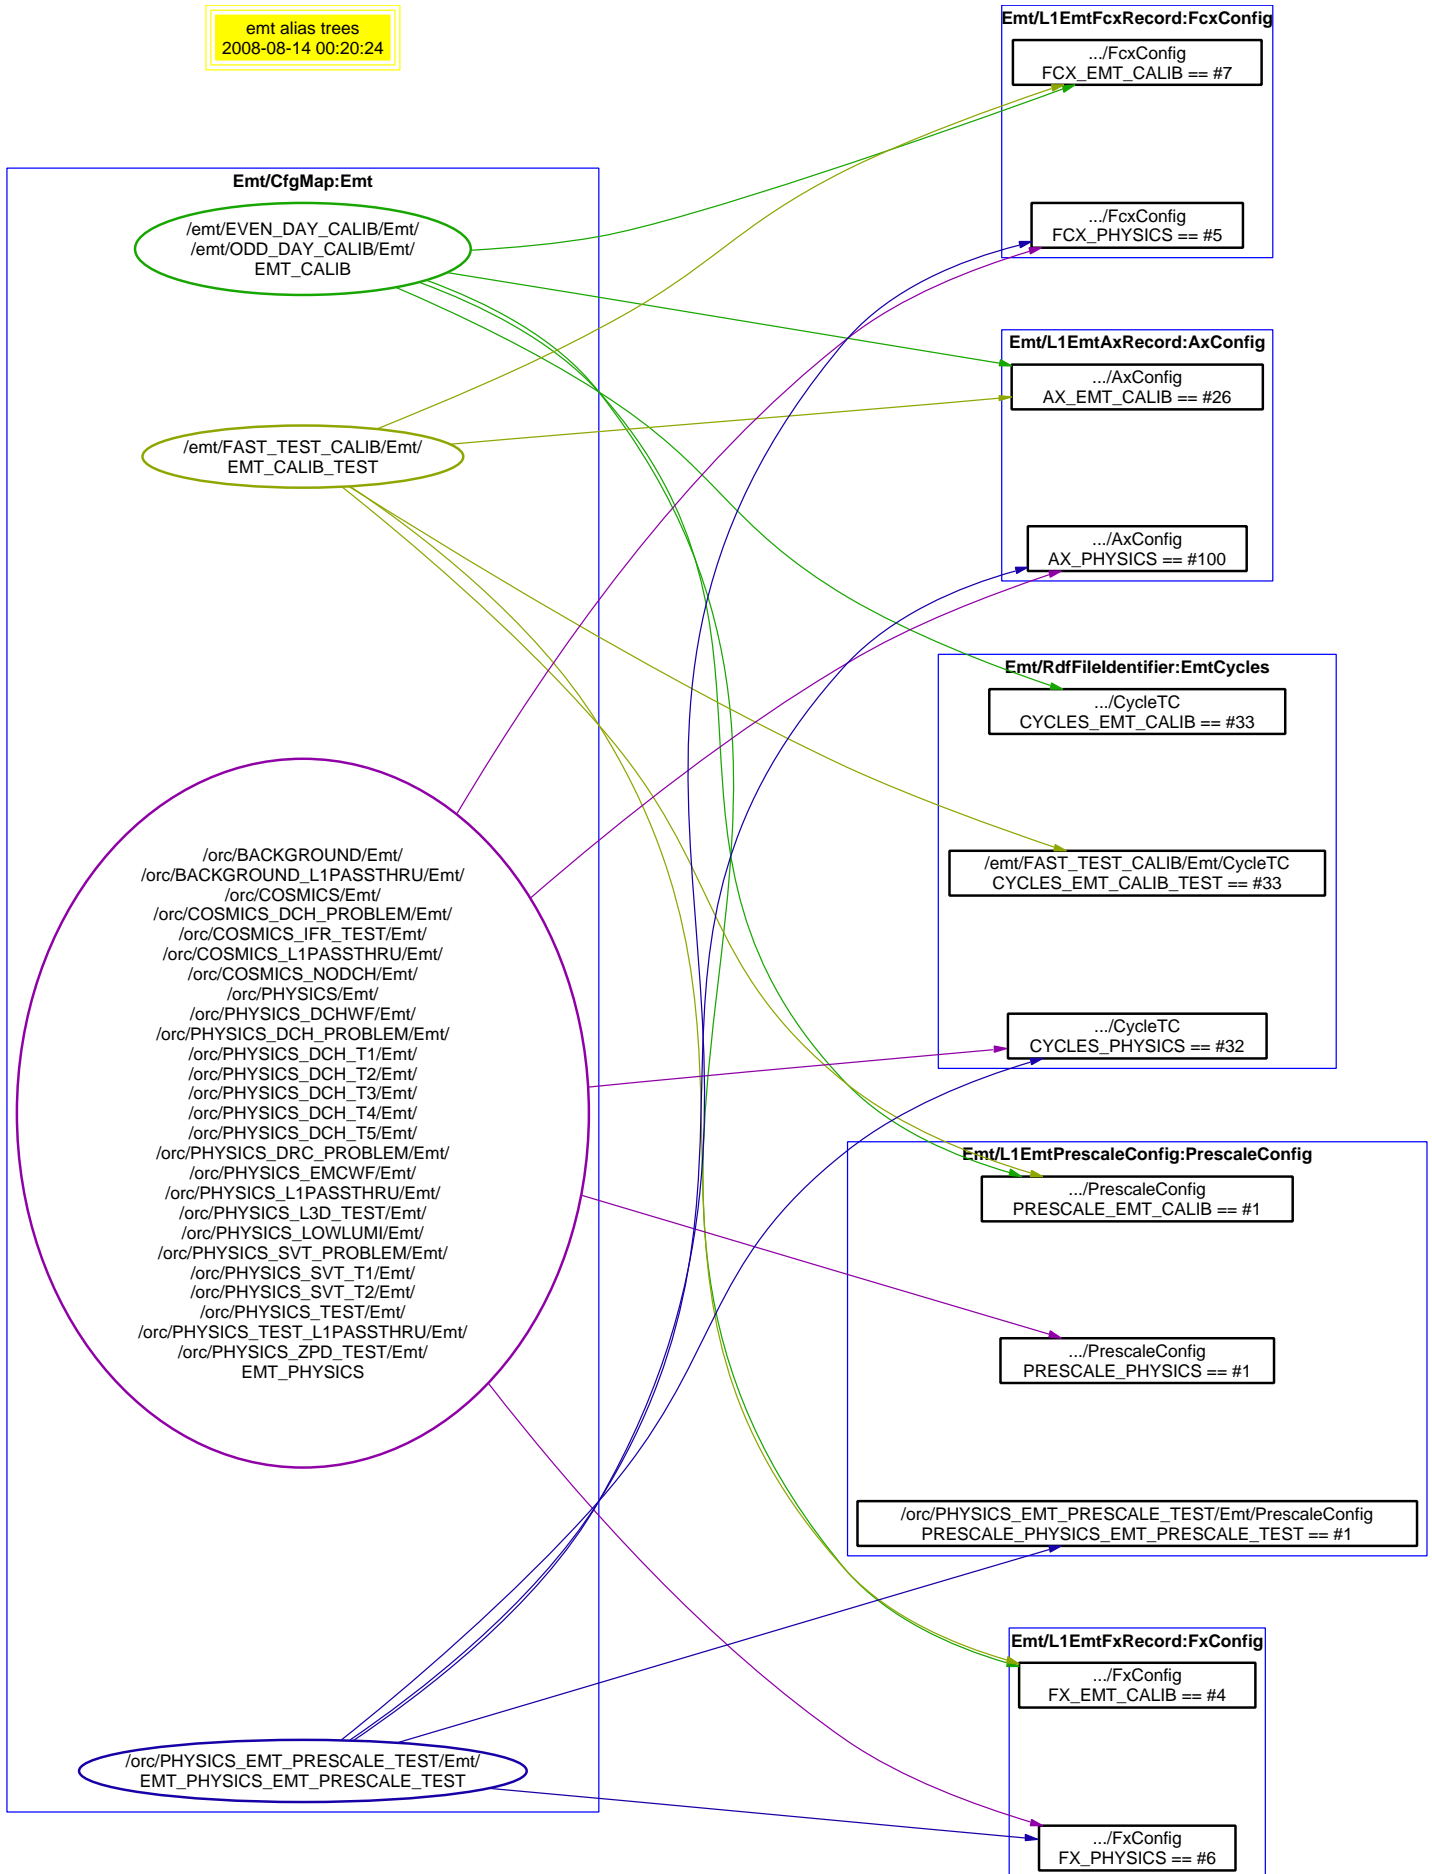 emt alias trees
2008-08-14 00:20:24
Emt/CfgMap:Emt
/emt/EVEN_DAY_CALIB/Emt/
/emt/ODD_DAY_CALIB/Emt/
EMT_CALIB
/emt/FAST_TEST_CALIB/Emt/
EMT_CALIB_TEST
/orc/BACKGROUND/Emt/
/orc/BACKGROUND_L1PASSTHRU/Emt/
/orc/COSMICS/Emt/
/orc/COSMICS_DCH_PROBLEM/Emt/
/orc/COSMICS_IFR_TEST/Emt/
/orc/COSMICS_L1PASSTHRU/Emt/
/orc/COSMICS_NODCH/Emt/
/orc/PHYSICS/Emt/
/orc/PHYSICS_DCHWF/Emt/
/orc/PHYSICS_DCH_PROBLEM/Emt/
/orc/PHYSICS_DCH_T1/Emt/
/orc/PHYSICS_DCH_T2/Emt/
/orc/PHYSICS_DCH_T3/Emt/
/orc/PHYSICS_DCH_T4/Emt/
/orc/PHYSICS_DCH_T5/Emt/
/orc/PHYSICS_DRC_PROBLEM/Emt/
/orc/PHYSICS_EMCWF/Emt/
/orc/PHYSICS_L1PASSTHRU/Emt/
/orc/PHYSICS_L3D_TEST/Emt/
/orc/PHYSICS_LOWLUMI/Emt/
/orc/PHYSICS_SVT_PROBLEM/Emt/
/orc/PHYSICS_SVT_T1/Emt/
/orc/PHYSICS_SVT_T2/Emt/
/orc/PHYSICS_TEST/Emt/
/orc/PHYSICS_TEST_L1PASSTHRU/Emt/
/orc/PHYSICS_ZPD_TEST/Emt/
EMT_PHYSICS
/orc/PHYSICS_EMT_PRESCALE_TEST/Emt/
EMT_PHYSICS_EMT_PRESCALE_TEST
Emt/L1EmtFcxRecord:FcxConfig
.../FcxConfig
FCX_EMT_CALIB == #7
.../FcxConfig
FCX_PHYSICS == #5
Emt/L1EmtAxRecord:AxConfig
.../AxConfig
AX_EMT_CALIB == #26
.../AxConfig
AX_PHYSICS == #100
Emt/RdfFileIdentifier:EmtCycles
.../CycleTC
CYCLES_EMT_CALIB == #33
/emt/FAST_TEST_CALIB/Emt/CycleTC
CYCLES_EMT_CALIB_TEST == #33
.../CycleTC
CYCLES_PHYSICS == #32
Emt/L1EmtPrescaleConfig:PrescaleConfig
.../PrescaleConfig
PRESCALE_EMT_CALIB == #1
.../PrescaleConfig
PRESCALE_PHYSICS == #1
/orc/PHYSICS_EMT_PRESCALE_TEST/Emt/PrescaleConfig
PRESCALE_PHYSICS_EMT_PRESCALE_TEST == #1
Emt/L1EmtFxRecord:FxConfig
.../FxConfig
FX_EMT_CALIB == #4
.../FxConfig
FX_PHYSICS == #6